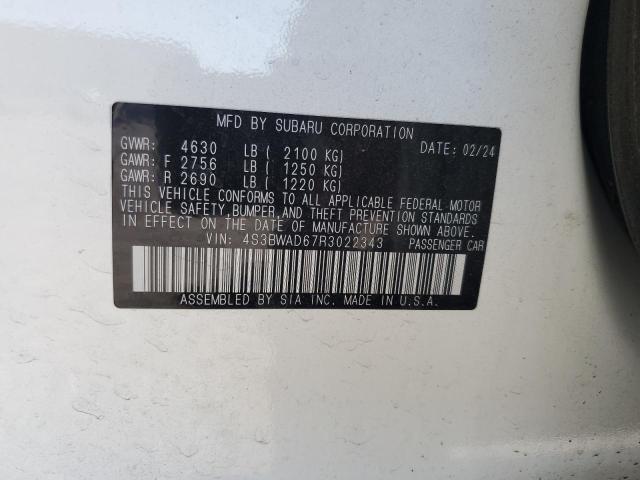 MFD BY SUBARU CORPORATION DATE: 02/24
GVWR: 4630 LB ( 2100 KG)
GAWR: F 2756 LB ( 1250 KG)
GAWR: R 2690 LB ( 1220 KG)
THIS VEHICLE CONFORMS TO ALL APPLICABLE FEDERAL MOTOR
VEHICLE SAFETY, BUMPER, AND THEFT PREVENTION STANDARDS
IN EFFECT ON THE DATE OF MANUFACTURE SHOWN ABOVE.
VIN: 4S3BWAD67R3022343 PASSENGER CAR
ASSEMBLED BY SIA INC. MADE IN U.S.A.